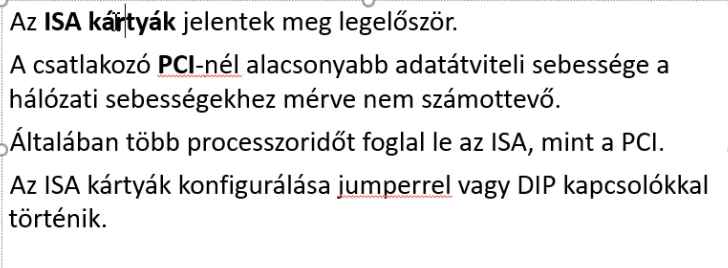 Az ISA kártyák jelentek meg legelőször.
A csatlakozó PCI-nél alacsonyabb adatátviteli sebessége a
hálózati sebességekhez mérve nem számottevő.
Általában több processzoridőt foglal le az ISA, mint a PCI.
Az ISA kártyák konfigurálása jumperrel vagy DIP kapcsolókkal
történik.